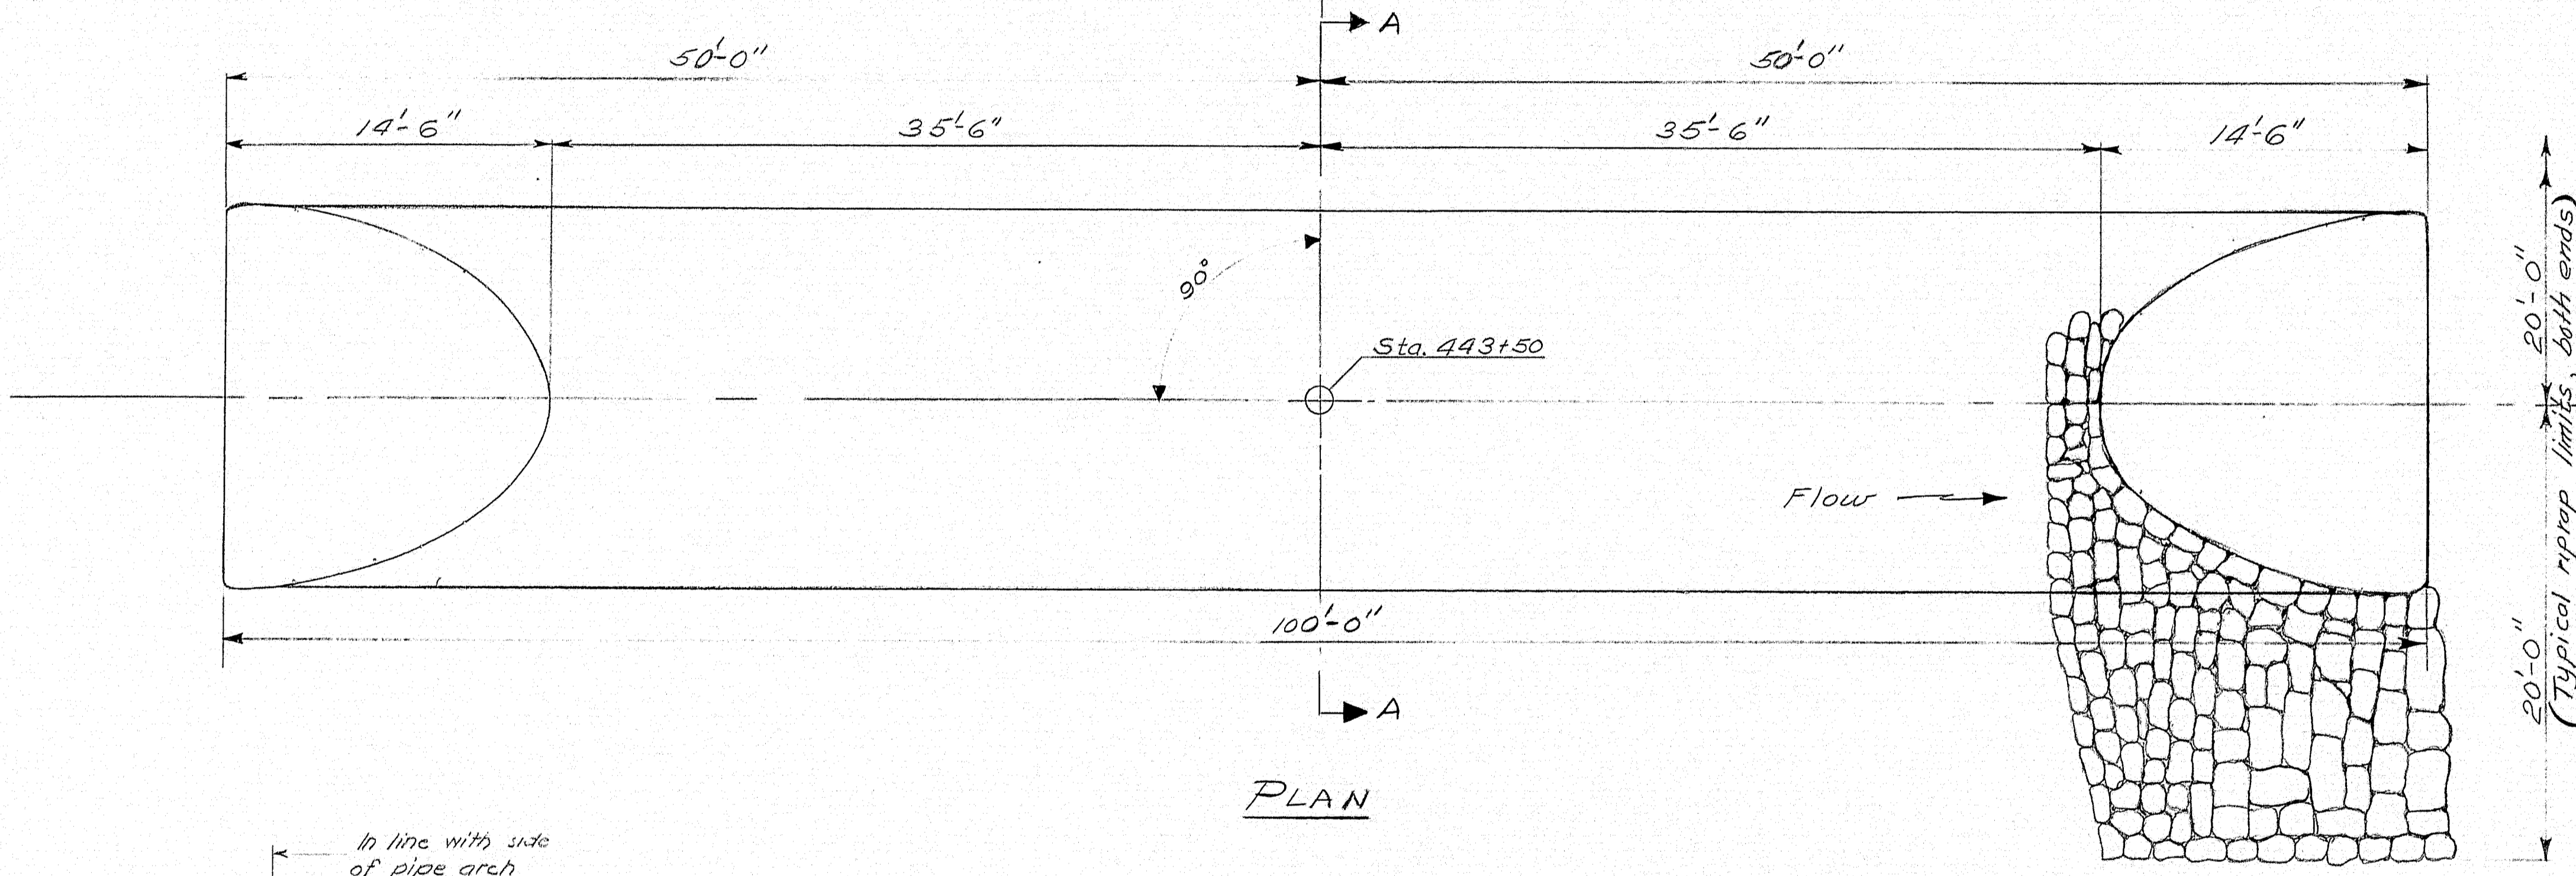 A
50'-0"
50'-0"
14'-6"
35'-6"
35'-6"
14'-6"
90°
Sta. 443+50
Flow
20'-0"
20'-0"
(Typical riprap limits, both ends)
100'-0"
A
PLAN
In line with side
of pipe arch